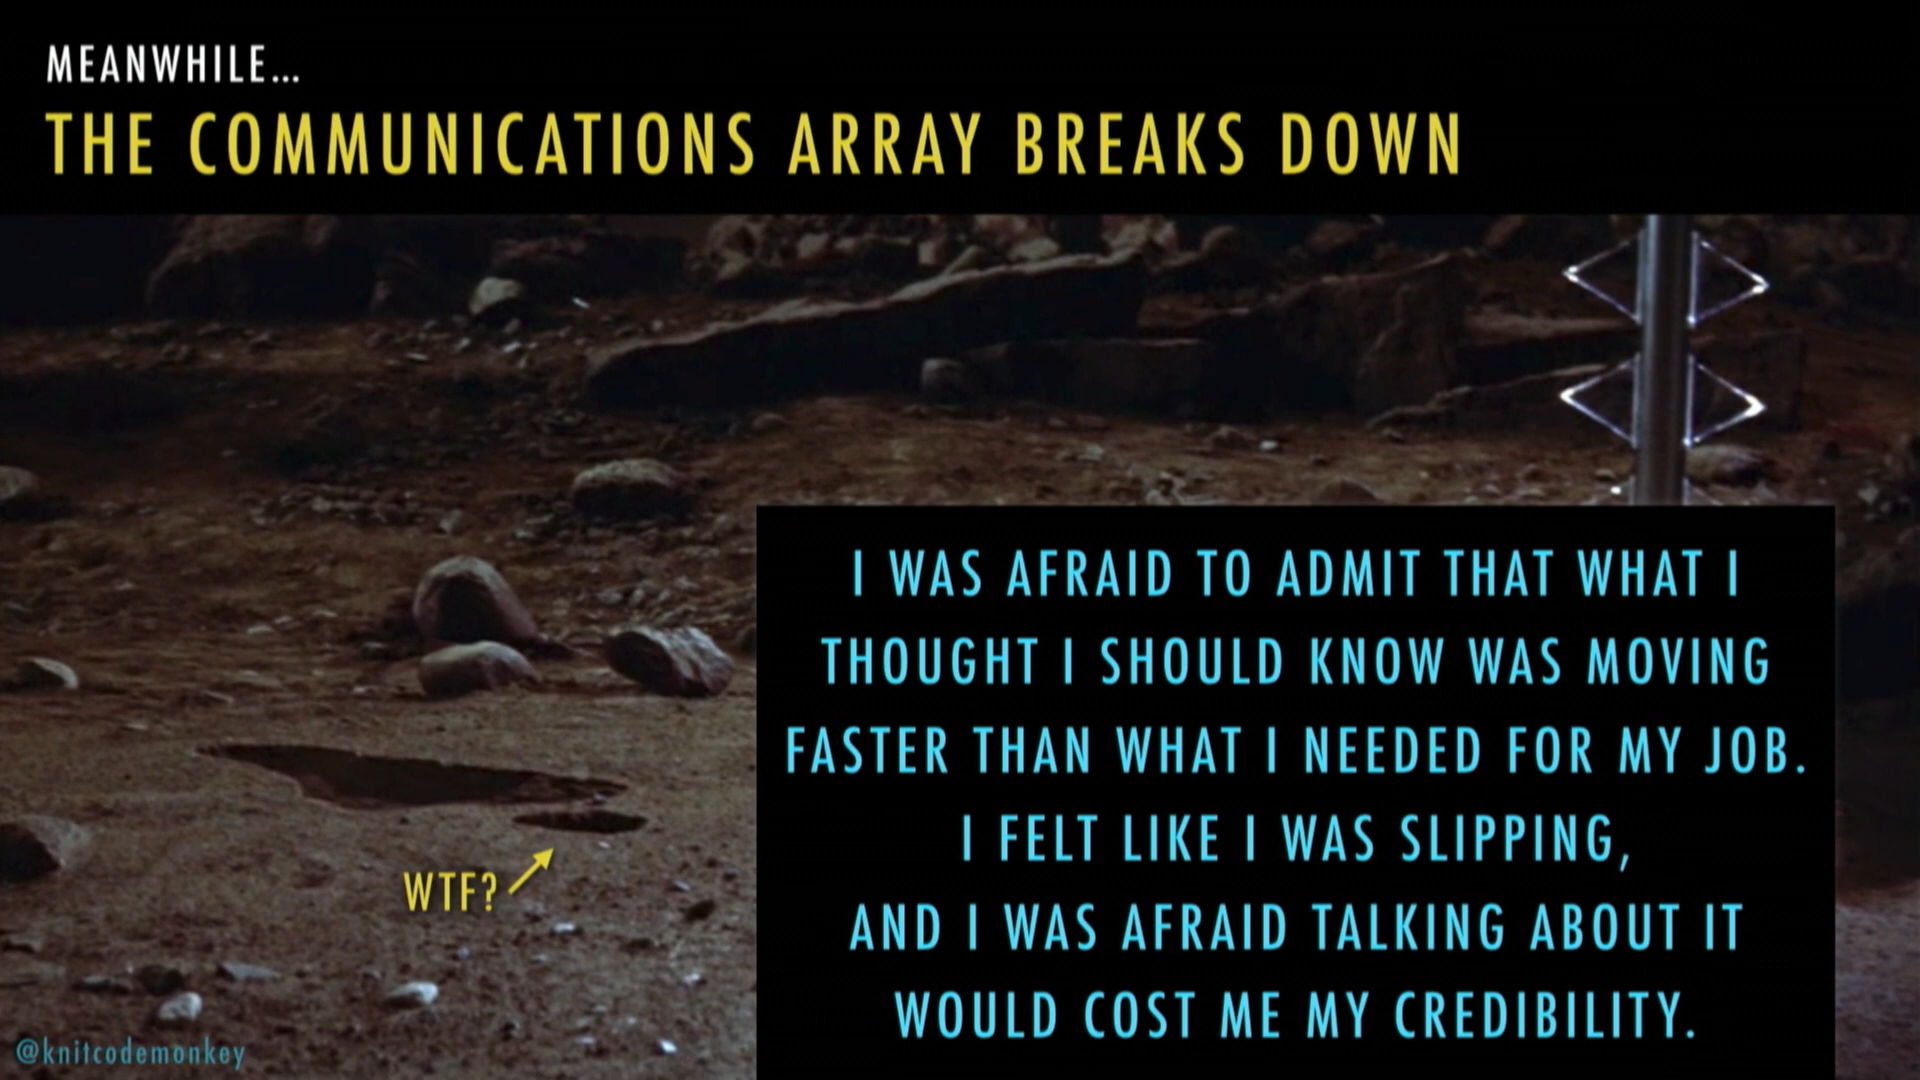 MEANWHILE...
THE COMMUNICATIONS ARRAY BREAKS DOWN
I WAS AFRAID TO ADMIT THAT WHAT I
THOUGHT I SHOULD KNOW WAS MOVING
FASTER THAN WHAT I NEEDED FOR MY JOB.
I FELT LIKE I WAS SLIPPING,
AND I WAS AFRAID TALKING ABOUT IT
WOULD COST ME MY CREDIBILITY.
WTF?
@knitcodemonkey